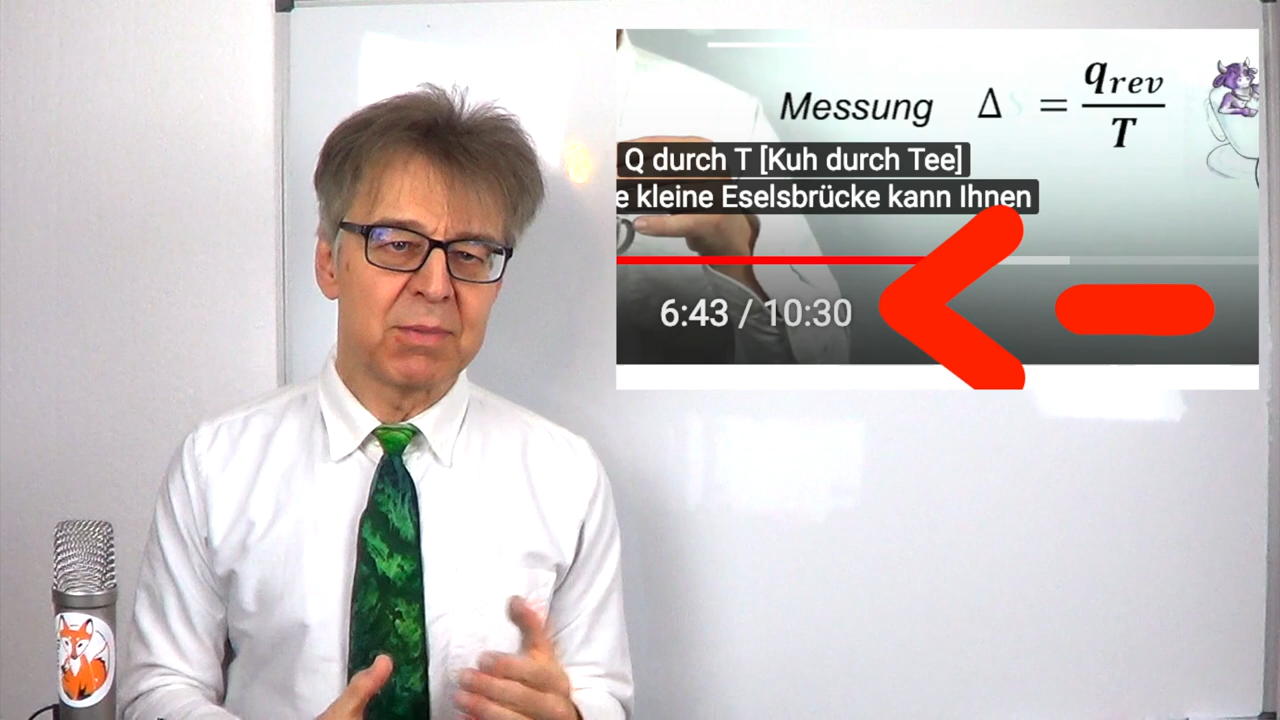 Messung Δ S = q_rev / T
Q durch T [Kuh durch Tee]
e kleine Eselsbrücke kann Ihnen
6:43 / 10:30